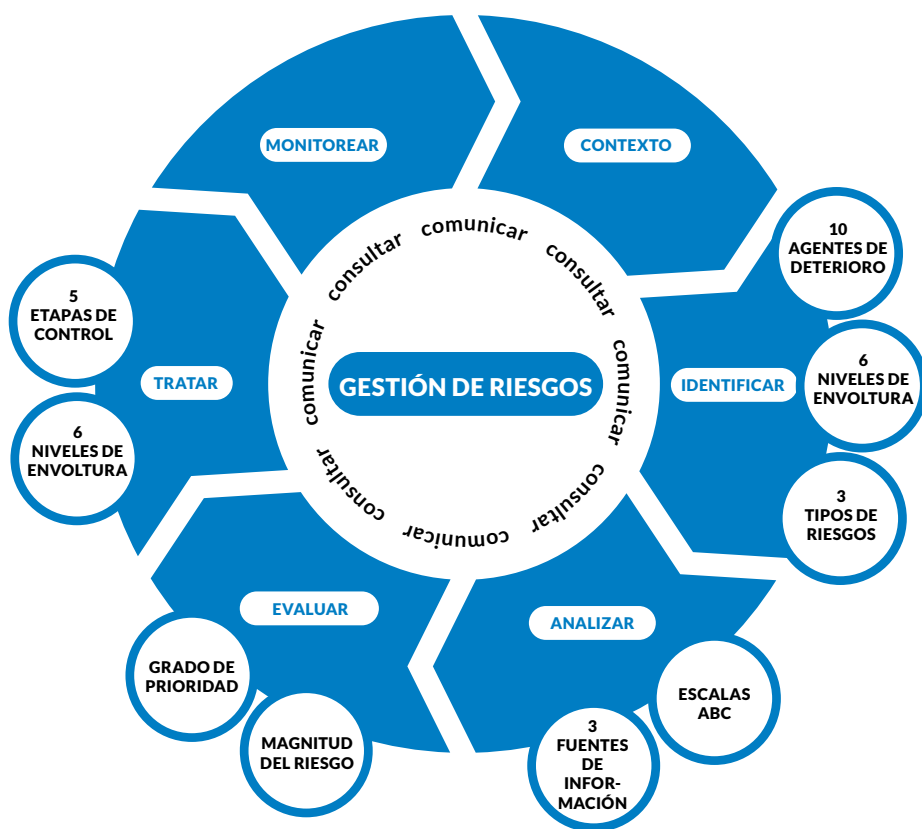 MONITOREAR
CONTEXTO
10
AGENTES DE
DETERIORO
6
NIVELES DE
ENVOLTURA
IDENTIFICAR
3
TIPOS DE
RIESGOS
ANALIZAR
ESCALAS
ABC
3
FUENTES
DE
INFOR-
MACIÓN
EVALUAR
MAGNITUD
DEL RIESGO
GRADO DE
PRIORIDAD
TRATAR
6
NIVELES DE
ENVOLTURA
5
ETAPAS DE
CONTROL
GESTIÓN DE RIESGOS
comunicar
consultar
comunicar
consultar
comunicar
consultar
comunicar
consultar